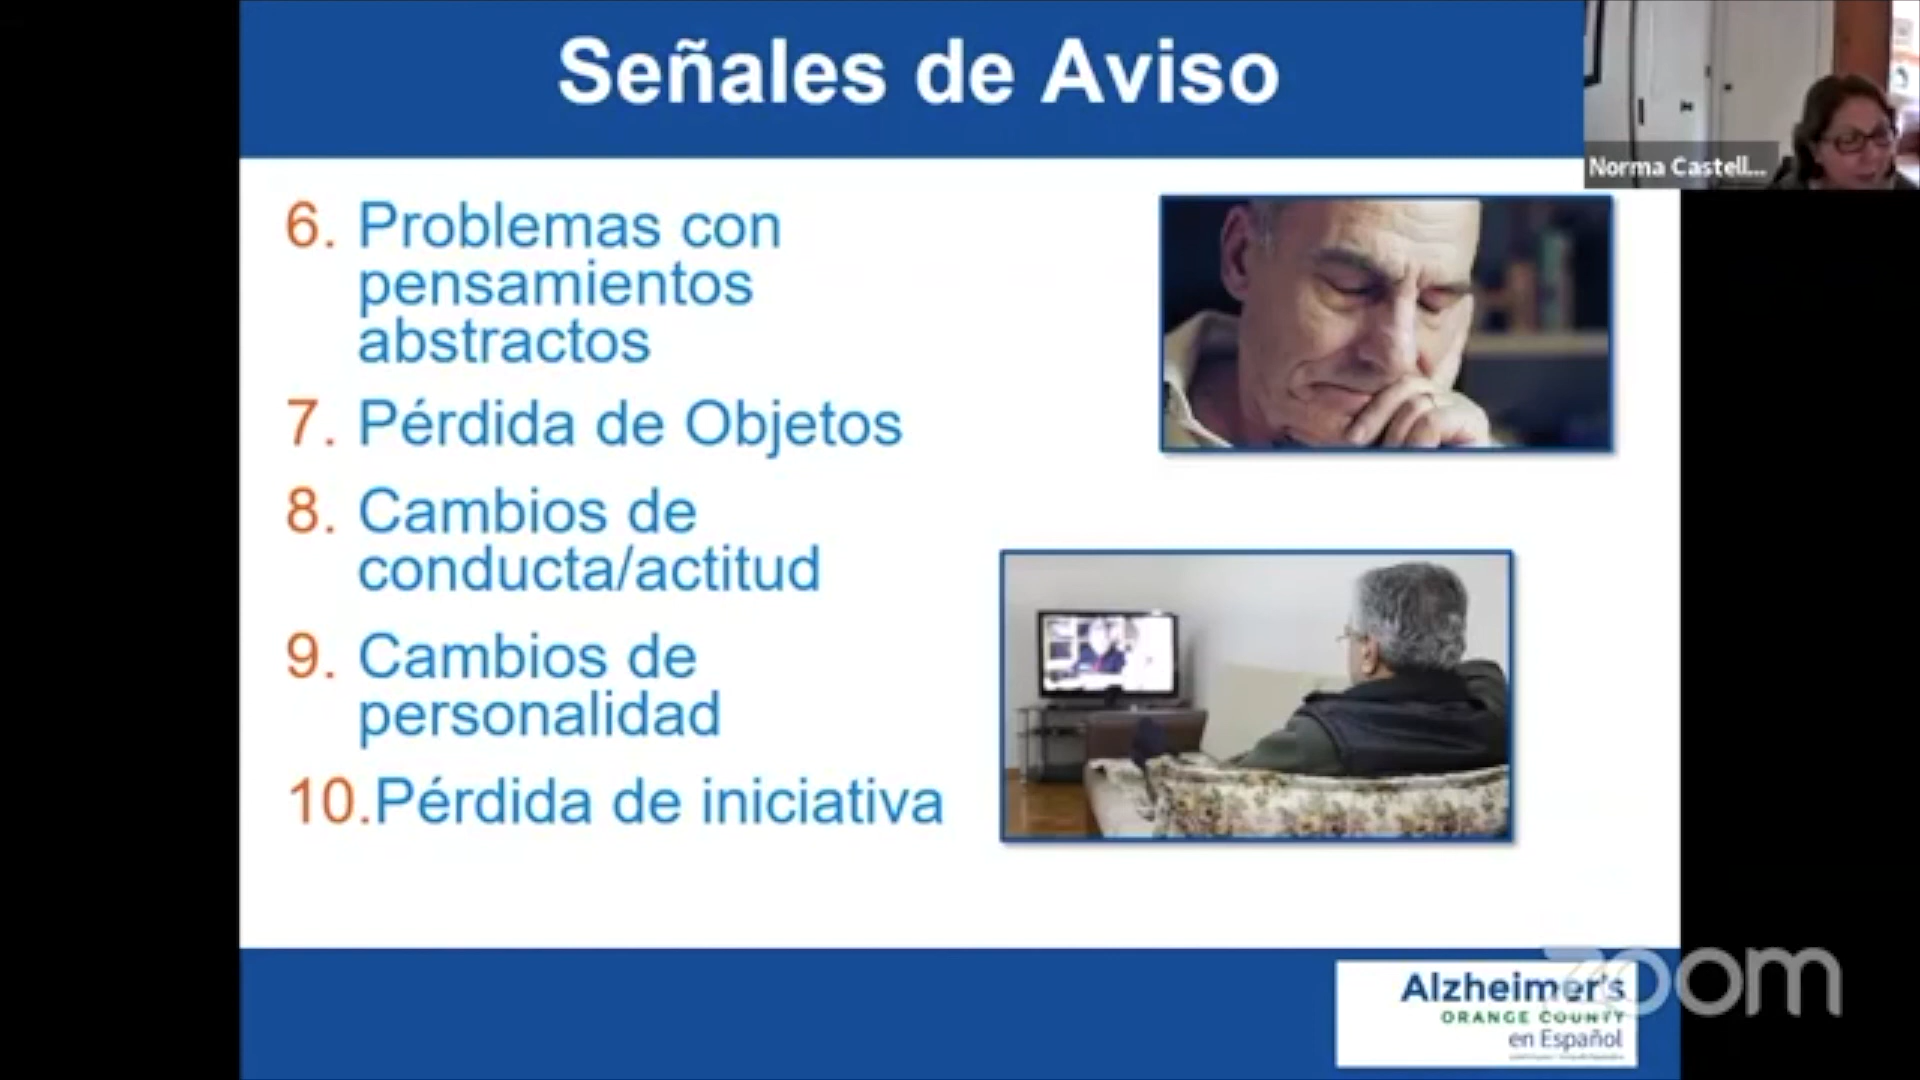 Señales de Aviso
Norma Castell...
6. Problemas con
pensamientos
abstractos
7. Pérdida de Objetos
8. Cambios de
conducta/actitud
9. Cambios de
personalidad
10.Pérdida de iniciativa
Alzheimer's
ORANGE COUNTY
en Español
zoom